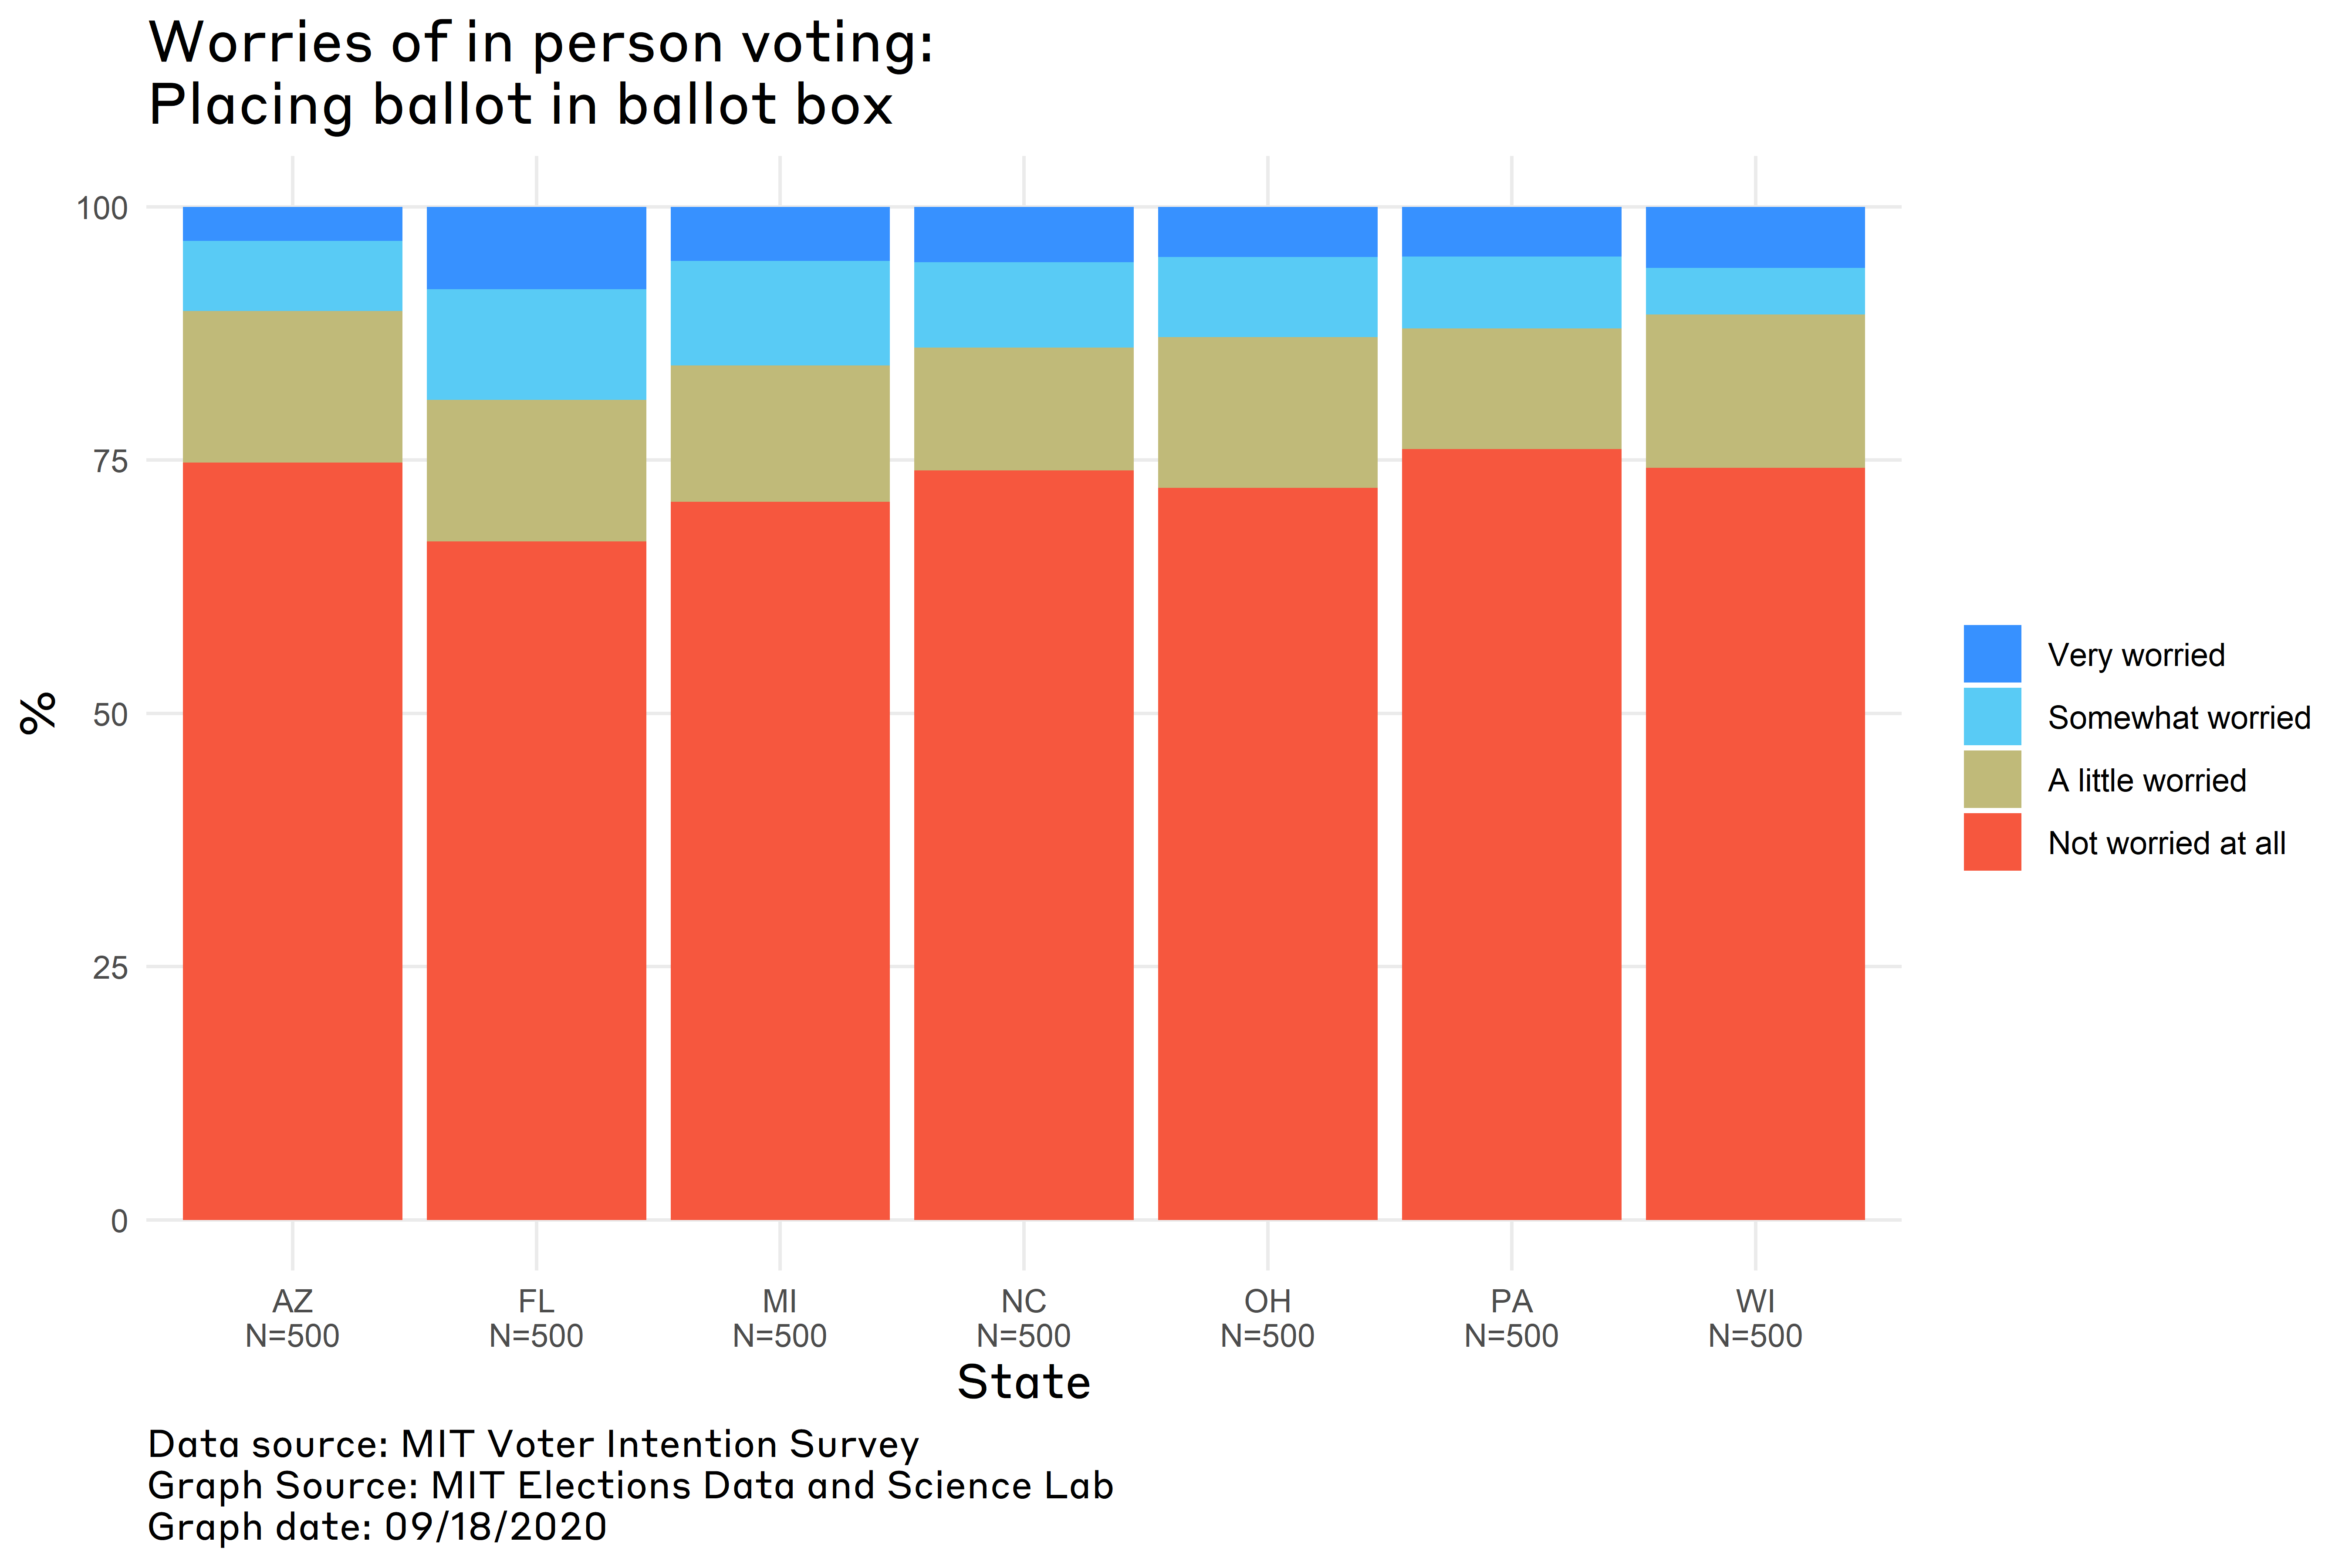 Worries of in person voting:
Placing ballot in ballot box
100
75
50
25
0
%
Very worried
Somewhat worried
A little worried
Not worried at all
AZ
N=500
FL
N=500
MI
N=500
NC
N=500
OH
N=500
PA
N=500
WI
N=500
State
Data source: MIT Voter Intention Survey
Graph Source: MIT Elections Data and Science Lab
Graph date: 09/18/2020